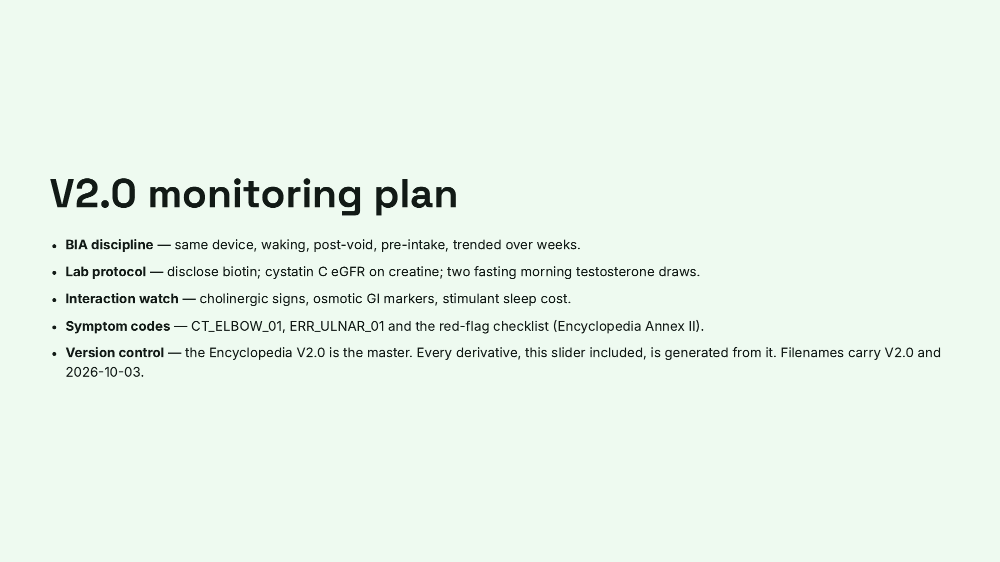 V2.0 monitoring plan
• BIA discipline — same device, waking, post-void, pre-intake, trended over weeks.
• Lab protocol — disclose biotin; cystatin C eGFR on creatine; two fasting morning testosterone draws.
• Interaction watch — cholinergic signs, osmotic GI markers, stimulant sleep cost.
• Symptom codes — CT_ELBOW_01, ERR_ULNAR_01 and the red-flag checklist (Encyclopedia Annex II).
• Version control — the Encyclopedia V2.0 is the master. Every derivative, this slider included, is generated from it. Filenames carry V2.0 and
2026-10-03.